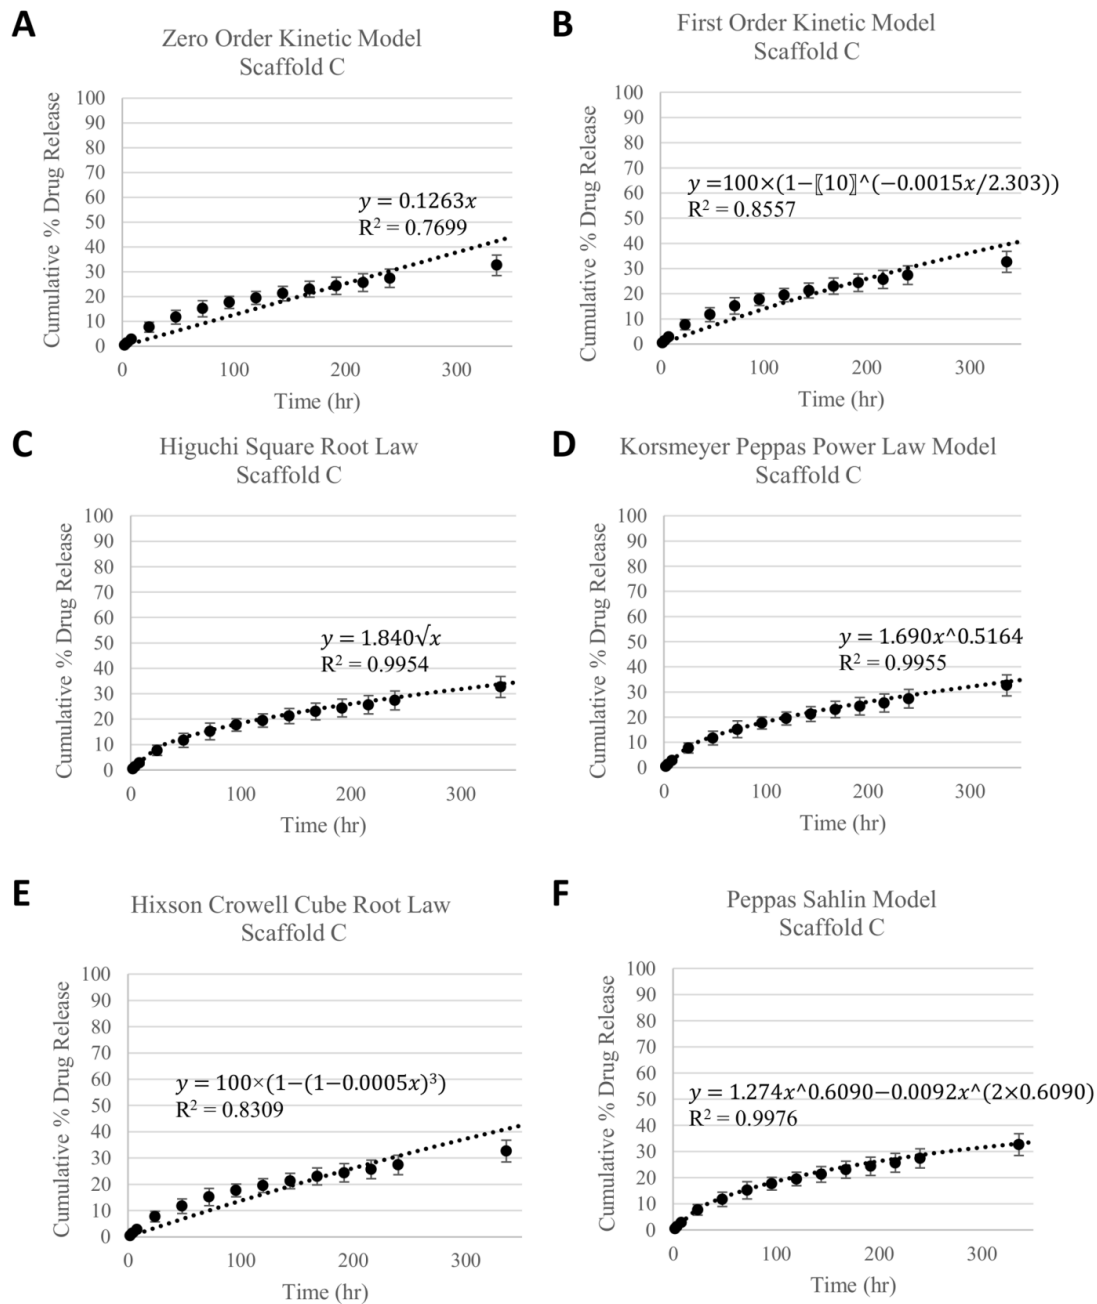 A
Zero Order Kinetic Model
Scaffold C
Cumulative % Drug Release
100
90
80
70
60
50
40
30
20
10
0
y = 0.1263x
R² = 0.7699
0 100 200 300
Time (hr)
B
First Order Kinetic Model
Scaffold C
Cumulative % Drug Release
100
90
80
70
60
50
40
30
20
10
0
y =100×(1−〖10〗^(−0.0015x/2.303))
R² = 0.8557
0 100 200 300
Time (hr)
C
Higuchi Square Root Law
Scaffold C
Cumulative % Drug Release
100
90
80
70
60
50
40
30
20
10
0
y = 1.840√x
R² = 0.9954
0 100 200 300
Time (hr)
D
Korsmeyer Peppas Power Law Model
Scaffold C
Cumulative % Drug Release
100
90
80
70
60
50
40
30
20
10
0
y = 1.690x^0.5164
R² = 0.9955
0 100 200 300
Time (hr)
E
Hixson Crowell Cube Root Law
Scaffold C
Cumulative % Drug Release
100
90
80
70
60
50
40
30
20
10
0
y = 100×(1−(1−0.0005x)³)
R² = 0.8309
0 100 200 300
Time (hr)
F
Peppas Sahlin Model
Scaffold C
Cumulative % Drug Release
100
90
80
70
60
50
40
30
20
10
0
y = 1.274x^0.6090−0.0092x^(2×0.6090)
R² = 0.9976
0 100 200 300
Time (hr)